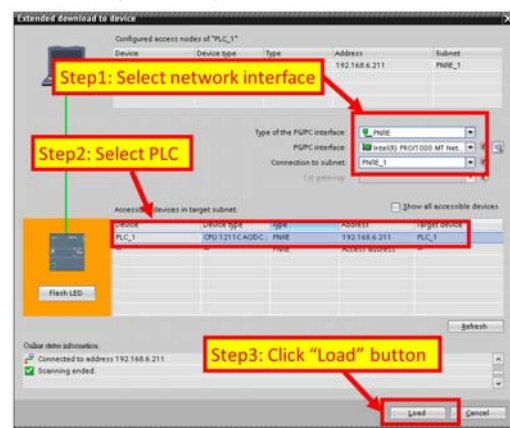 Extended download to device
Configured access nodes of "PLC_1"
Device Device type Type Address Subnet
192.168.6.211 PN/IE_1
Step1: Select network interface
Type of the PG/PC interface: PN/IE
PG/PC interface: Intel(R) PRO/1000 MT Net...
Connection to subnet: PN/IE_1
1st gateway:
Step2: Select PLC
Accessible devices in target subnet: Show all accessible devices
Device Device type Type Address Target device
PLC_1 CPU 1211C AC/DC... PN/IE 192.168.6.211 PLC_1
-- -- PN/IE Access address --
Flash LED
Refresh
Online status information:
Connected to address 192.168.6.211
Scanning ended.
Step3: Click “Load” button
Load Cancel